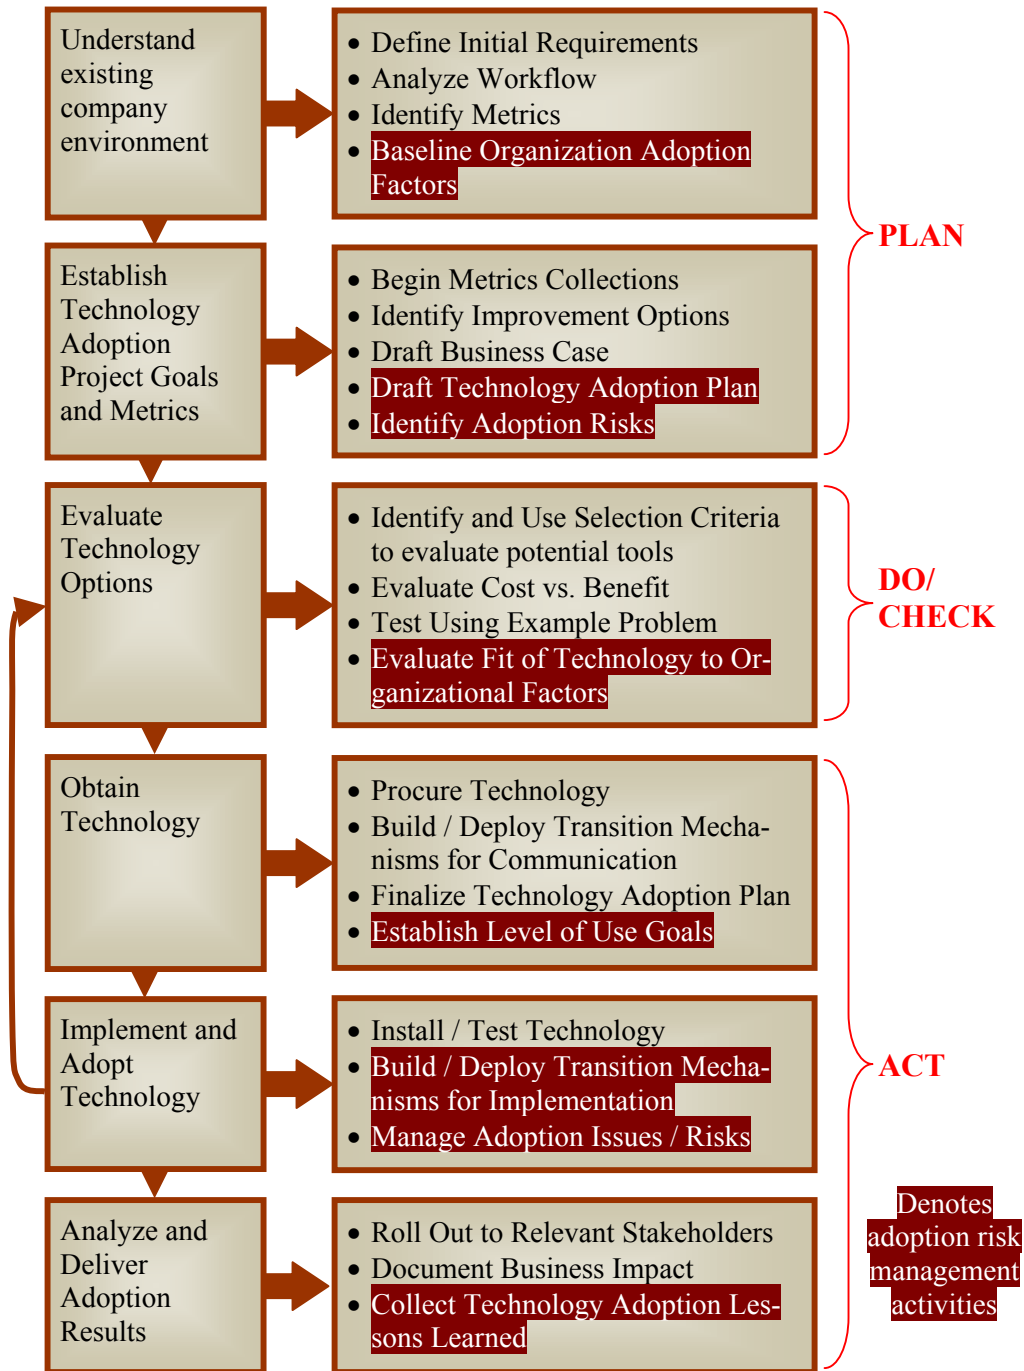 Understand
existing
company
environment
• Define Initial Requirements
• Analyze Workflow
• Identify Metrics
• Baseline Organization Adoption
Factors
PLAN
Establish
Technology
Adoption
Project Goals
and Metrics
• Begin Metrics Collections
• Identify Improvement Options
• Draft Business Case
• Draft Technology Adoption Plan
• Identify Adoption Risks
Evaluate
Technology
Options
• Identify and Use Selection Criteria
to evaluate potential tools
• Evaluate Cost vs. Benefit
• Test Using Example Problem
• Evaluate Fit of Technology to Or-
ganizational Factors
DO/
CHECK
Obtain
Technology
• Procure Technology
• Build / Deploy Transition Mecha-
nisms for Communication
• Finalize Technology Adoption Plan
• Establish Level of Use Goals
Implement and
Adopt
Technology
• Install / Test Technology
• Build / Deploy Transition Mecha-
nisms for Implementation
• Manage Adoption Issues / Risks
ACT
Analyze and
Deliver
Adoption
Results
• Roll Out to Relevant Stakeholders
• Document Business Impact
• Collect Technology Adoption Les-
sons Learned
Denotes
adoption risk
management
activities